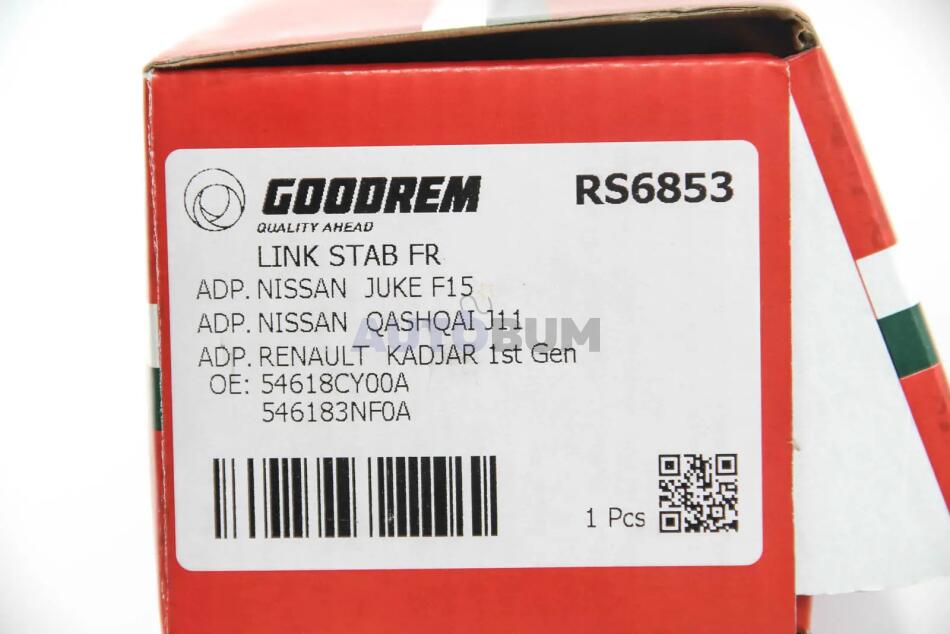 GOODREM
QUALITY AHEAD
RS6853
LINK STAB FR
ADP. NISSAN JUKE F15
ADP. NISSAN QASHQAI J11
AUTOBUM
ADP. RENAULT KADJAR 1st Gen
OE: 54618CY00A
546183NF0A
1 Pcs